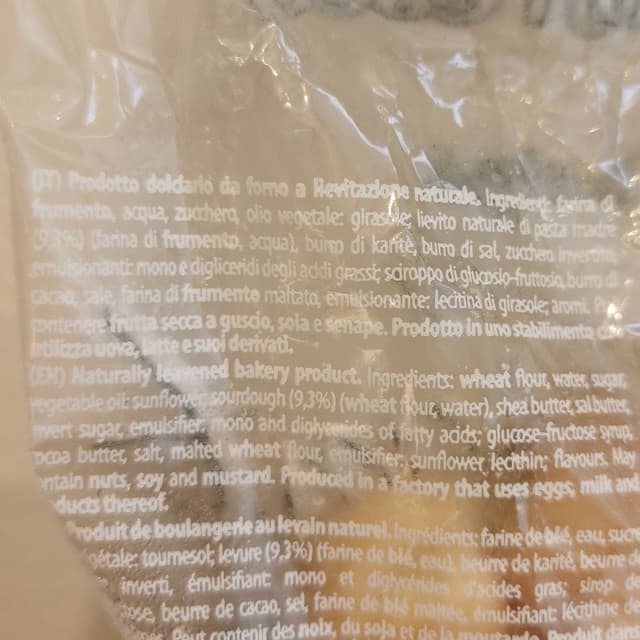 (IT) Prodotto dolciario da forno a lievitazione naturale. Ingredienti: farina di
frumento, acqua, zucchero, olio vegetale: girasole; lievito naturale di pasta madre
(9,3%) (farina di frumento, acqua), burro di karitè, burro di sal, zucchero invertito,
emulsionante: mono e digliceridi degli acidi grassi; sciroppo di glucosio-fruttosio, burro di
cacao, sale, farina di frumento maltato, emulsionante: lecitina di girasole; aromi. Può
contenere frutta secca a guscio, soia e senape. Prodotto in uno stabilimento
utilizza uova, latte e suoi derivati.
(EN) Naturally leavened bakery product. Ingredients: wheat flour, water, sugar,
vegetable oil: sunflower, sourdough (9,3%) (wheat flour, water), shea butter, sal butter,
invert sugar, emulsifier: mono and diglycerides of fatty acids; glucose-fructose syrup,
cocoa butter, salt, malted wheat flour, emulsifier: sunflower lecithin; flavours. May
contain nuts, soy and mustard. Produced in a factory that uses eggs, milk and
products thereof.
Produit de boulangerie au levain naturel. Ingrédients: farine de blé, eau, sucre
végétale: tournesol; levure (9,3%) (farine de blé, eau), beurre de karité, beurre de
inverti, émulsifiant: mono et diglycérides d'acides gras; sirop de
beurre de cacao, sel, farine de blé malté, émulsifiant: lécithine de
Peut contenir des noix, du soja et de la moutarde. Produit